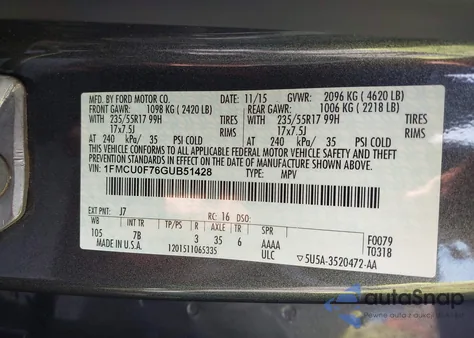 MFD. BY FORD MOTOR CO. 11/15 GVWR: 2096 KG (4620 LB)
FRONT GAWR: 1098 KG (2420 LB) REAR GAWR: 1006 KG (2218 LB)
WITH 235/55R17 99H TIRES WITH 235/55R17 99H TIRES
17x7.5J RIMS 17x7.5J RIMS
AT 240 kPa/ 35 PSI COLD AT 240 kPa/ 35 PSI COLD
THIS VEHICLE CONFORMS TO ALL APPLICABLE FEDERAL MOTOR VEHICLE SAFETY AND THEFT
PREVENTION STANDARDS IN EFFECT ON THE DATE OF MANUFACTURE SHOWN ABOVE.
VIN: 1FMCU0F76GUB51428 TYPE: MPV
EXT PNT: J7 RC: 16 DSO:
WB INT TR TP/PS R AXLE TR SPR
105 7B 3 35 6 AAAA F0079
MADE IN U.S.A. 1201511065335 ULC T0318
5U5A-3520472-AA
autoSnap